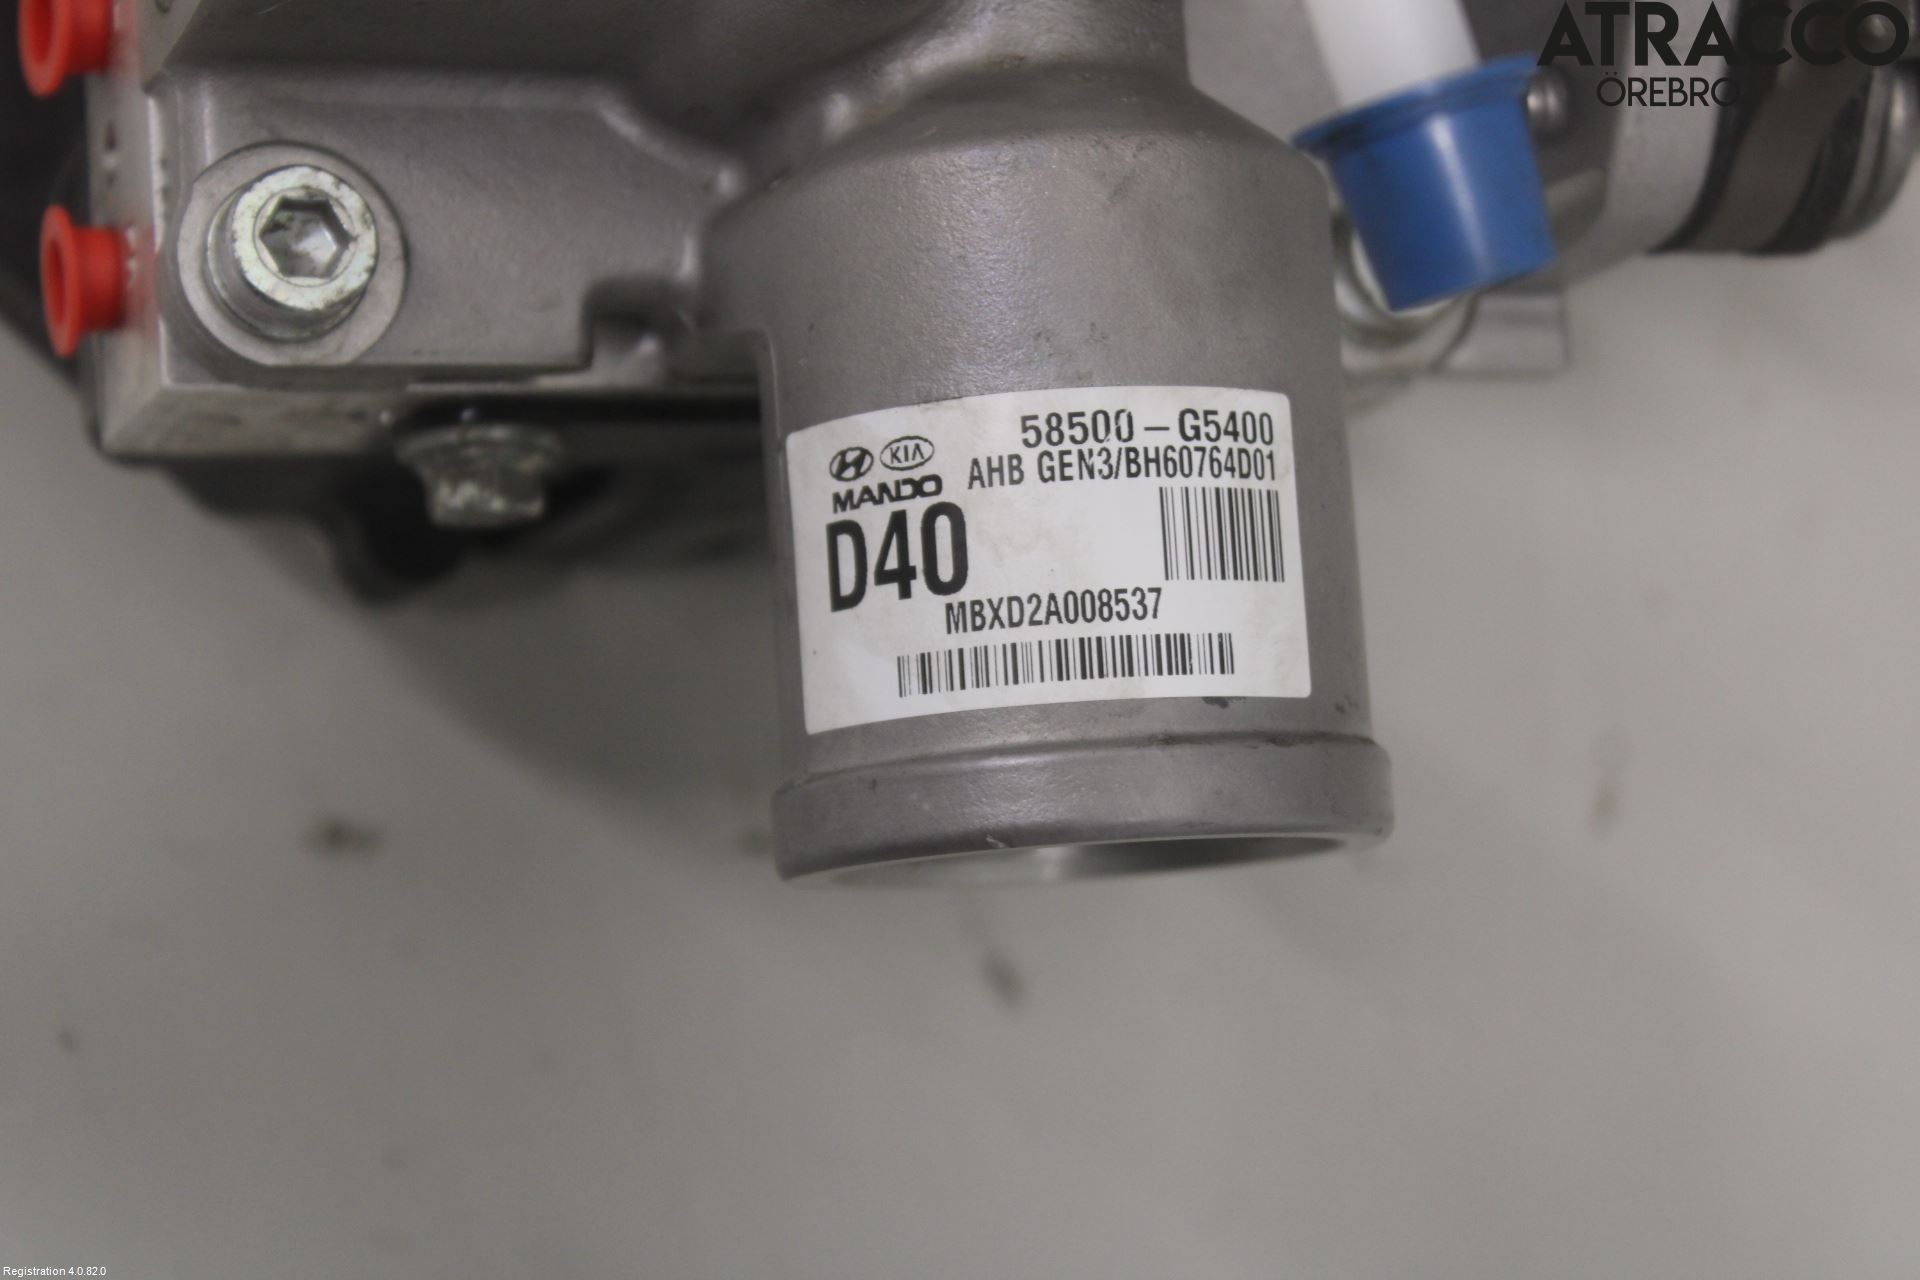 ATRACCO
ÖREBRO
58500-G5400
KIA
AHB GEN3/BH60764D01
MANDO
D40
MBXD2A008537
Registration 4.0.82.0